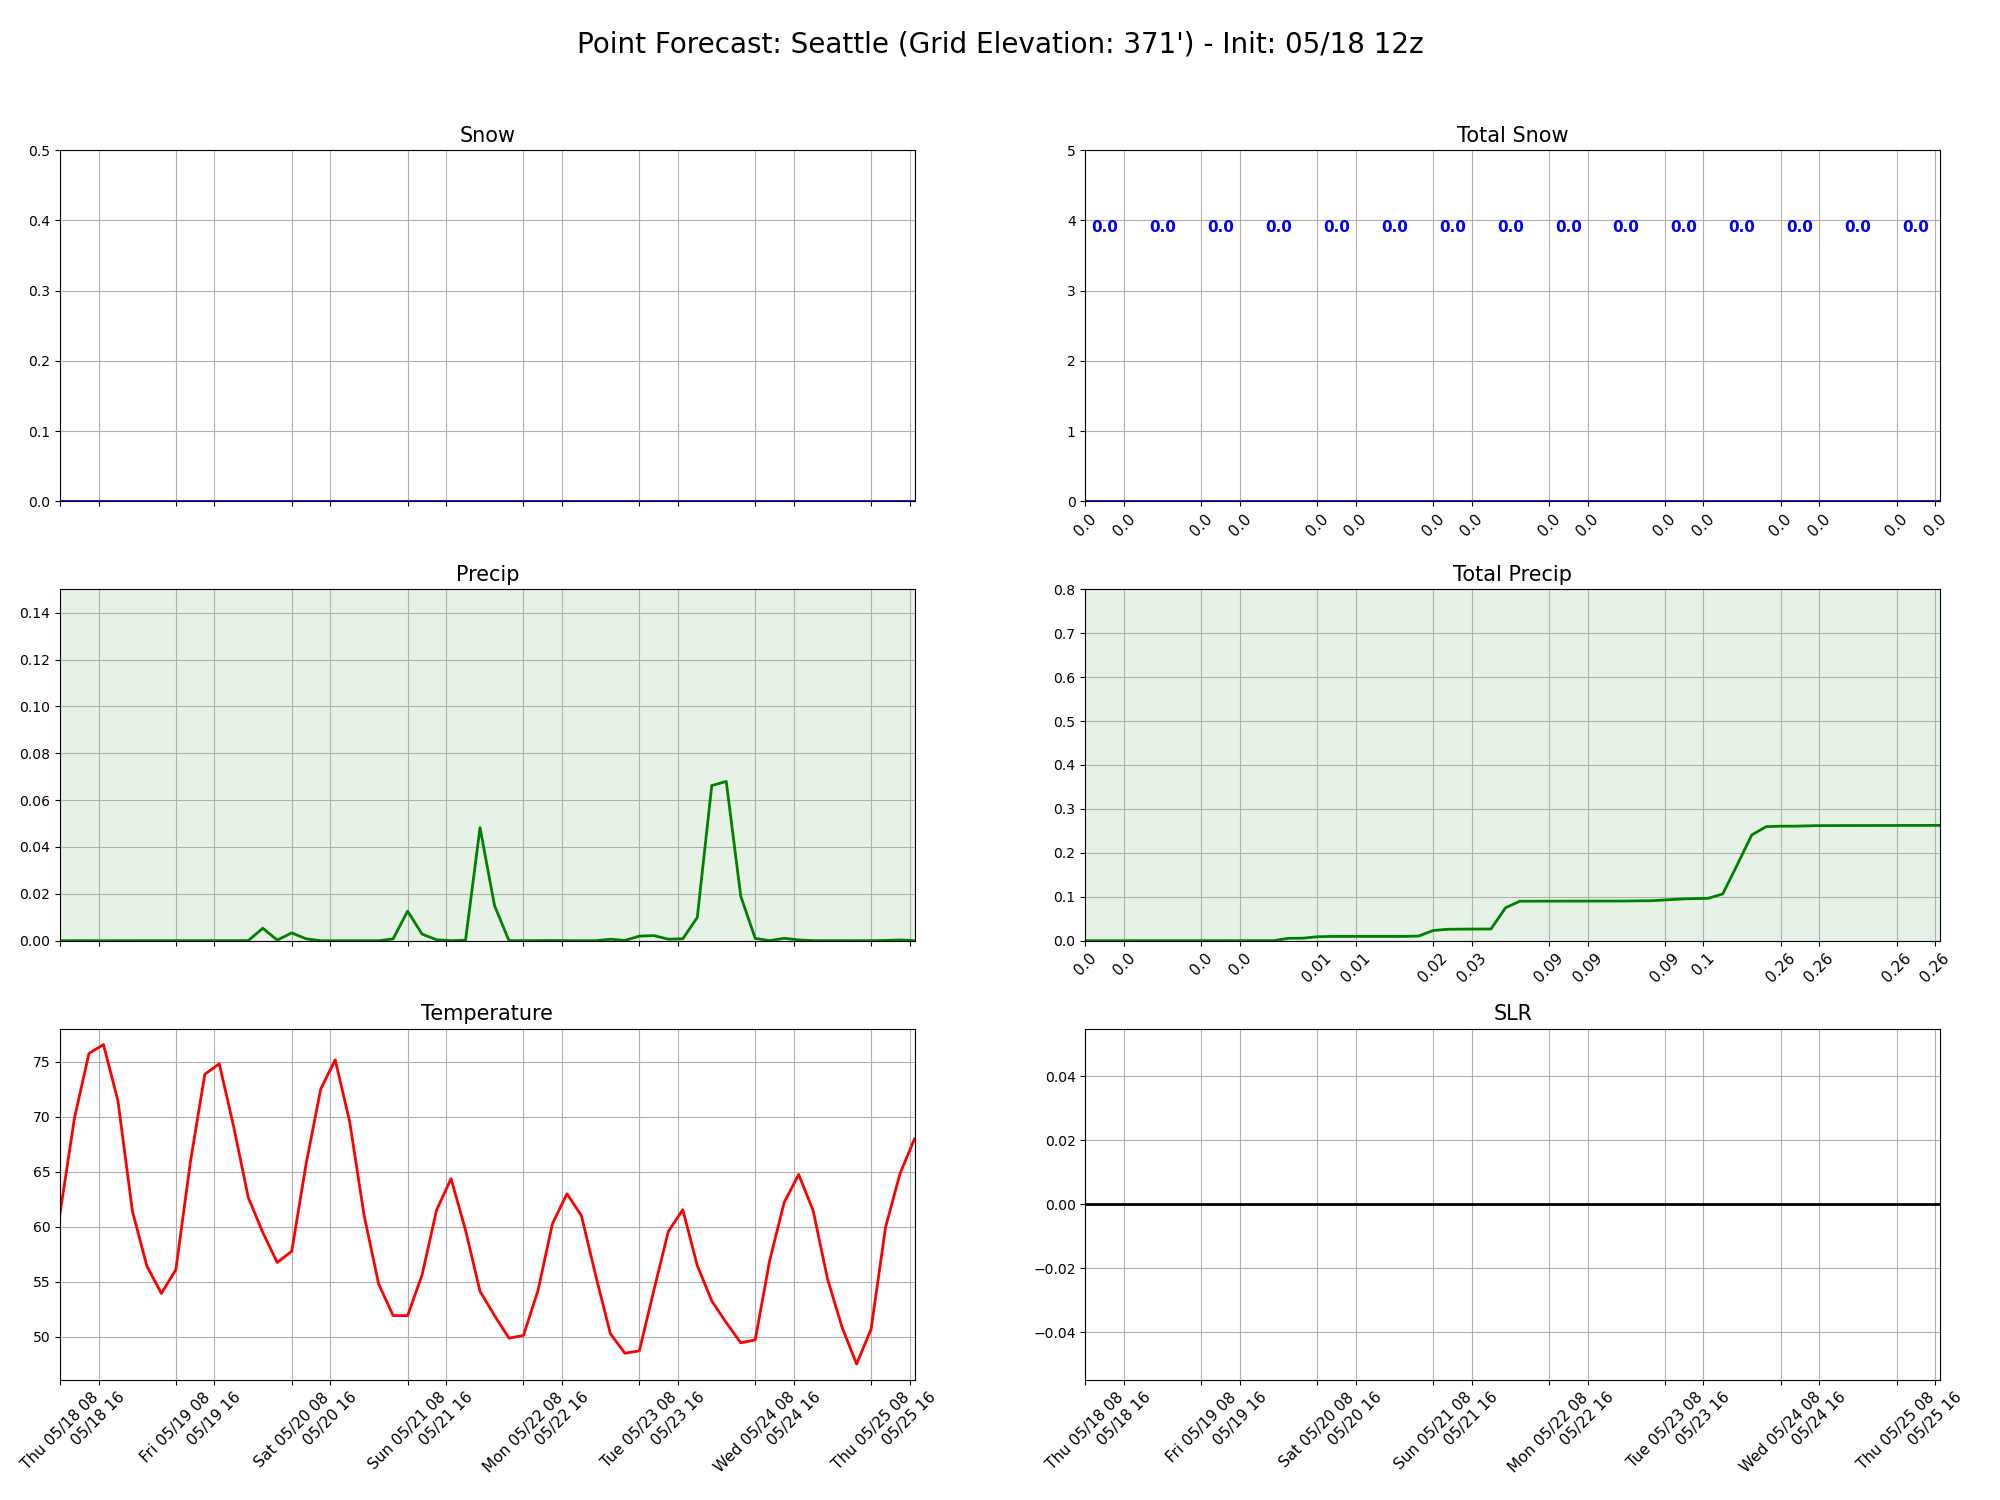 Point Forecast: Seattle (Grid Elevation: 371') - Init: 05/18 12z
Snow
0.5
0.4
0.3
0.2
0.1
0.0
Total Snow
5
4
3
2
1
0
0.0 0.0 0.0 0.0 0.0 0.0 0.0 0.0 0.0 0.0 0.0 0.0 0.0 0.0 0.0
0.0 0.0 0.0 0.0 0.0 0.0 0.0 0.0 0.0 0.0 0.0 0.0 0.0 0.0 0.0 0.0
Precip
0.14
0.12
0.10
0.08
0.06
0.04
0.02
0.00
Total Precip
0.8
0.7
0.6
0.5
0.4
0.3
0.2
0.1
0.0
0.0 0.0 0.0 0.0 0.01 0.01 0.02 0.03 0.09 0.09 0.09 0.1 0.26 0.26 0.26 0.26
Temperature
75
70
65
60
55
50
Thu 05/18 08
05/18 16
Fri 05/19 08
05/19 16
Sat 05/20 08
05/20 16
Sun 05/21 08
05/21 16
Mon 05/22 08
05/22 16
Tue 05/23 08
05/23 16
Wed 05/24 08
05/24 16
Thu 05/25 08
05/25 16
SLR
0.04
0.02
0.00
−0.02
−0.04
Thu 05/18 08
05/18 16
Fri 05/19 08
05/19 16
Sat 05/20 08
05/20 16
Sun 05/21 08
05/21 16
Mon 05/22 08
05/22 16
Tue 05/23 08
05/23 16
Wed 05/24 08
05/24 16
Thu 05/25 08
05/25 16